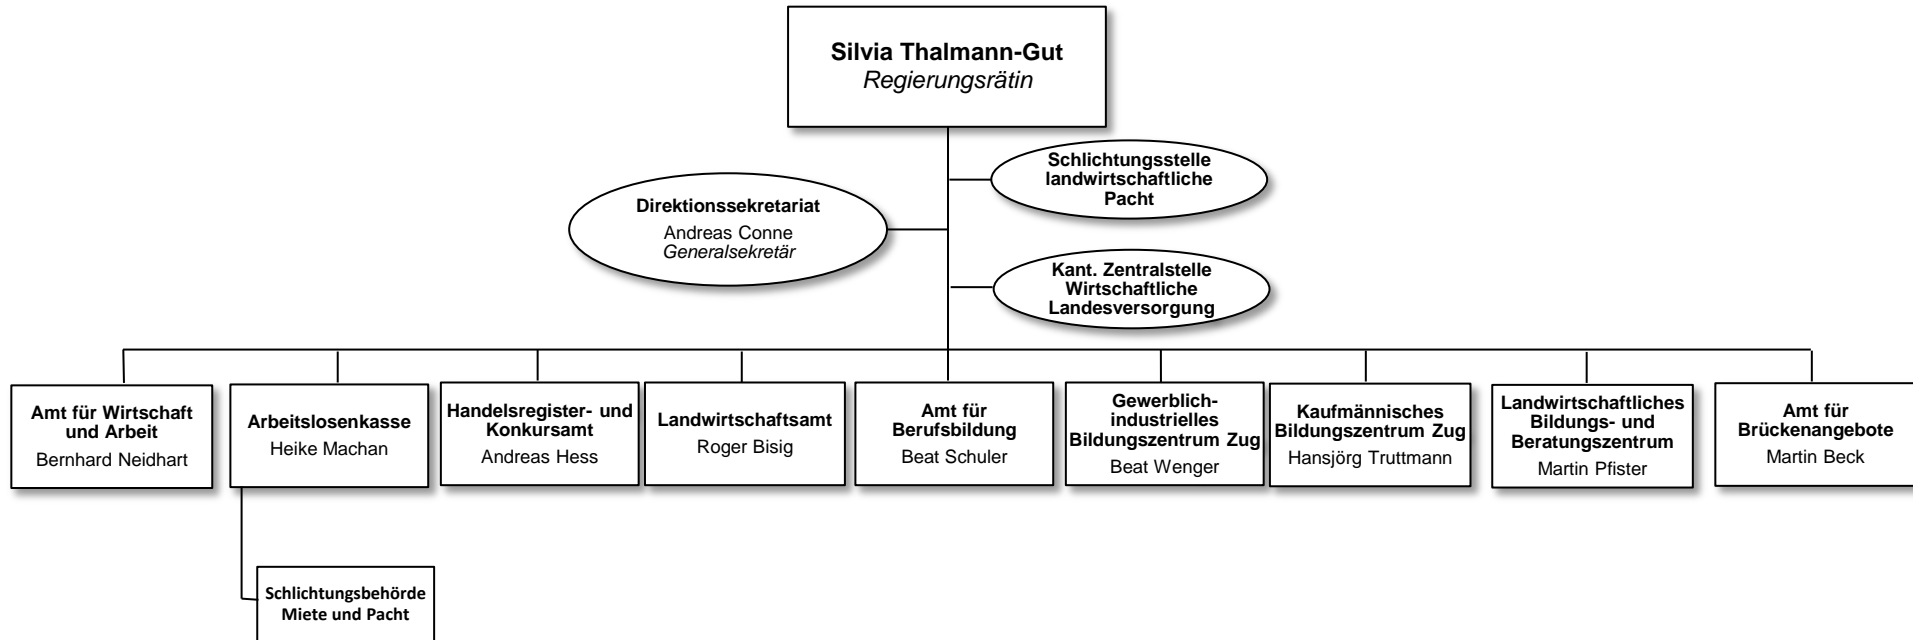 Silvia Thalmann-Gut
Regierungsrätin
Schlichtungsstelle
landwirtschaftliche
Pacht
Direktionssekretariat
Andreas Conne
Generalsekretär
Kant. Zentralstelle
Wirtschaftliche
Landesversorgung
Amt für Wirtschaft
und Arbeit
Bernhard Neidhart
Arbeitslosenkasse
Heike Machan
Handelsregister- und
Konkursamt
Andreas Hess
Landwirtschaftsamt
Roger Bisig
Amt für
Berufsbildung
Beat Schuler
Gewerblich-
industrielles
Bildungszentrum Zug
Beat Wenger
Kaufmännisches
Bildungszentrum Zug
Hansjörg Truttmann
Landwirtschaftliches
Bildungs- und
Beratungszentrum
Martin Pfister
Amt für
Brückenangebote
Martin Beck
Schlichtungsbehörde
Miete und Pacht